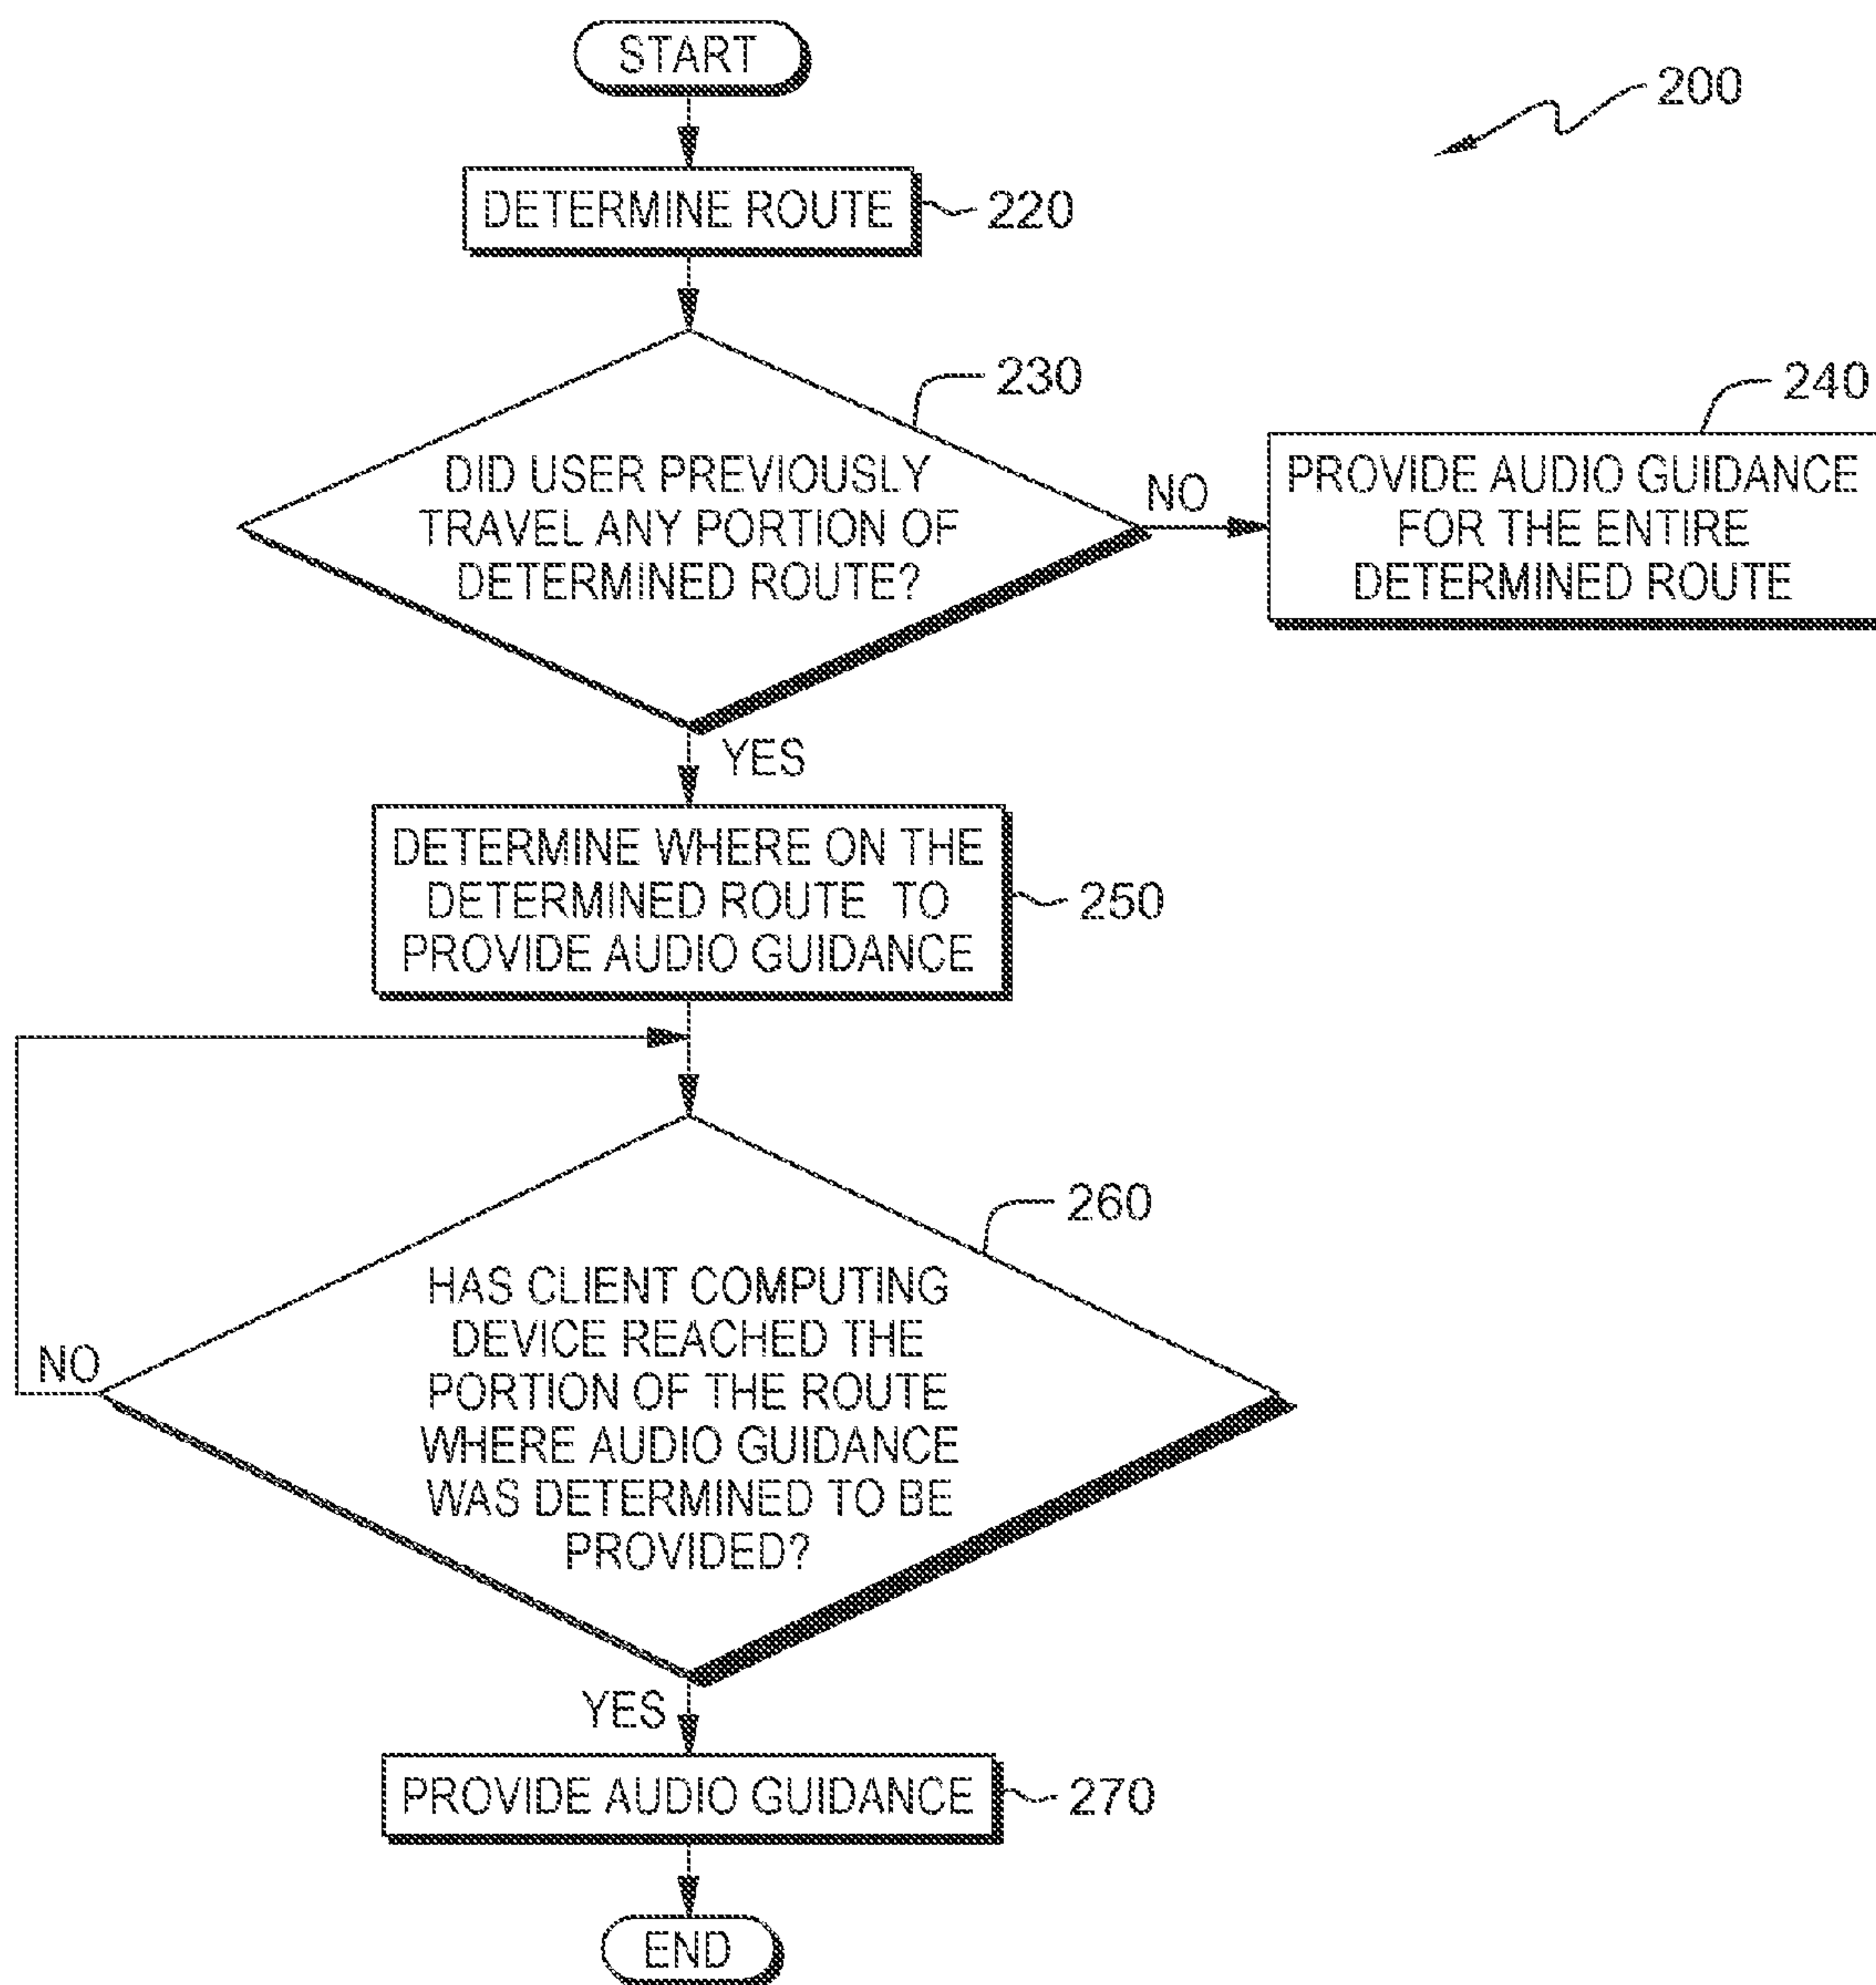 START
200
DETERMINE ROUTE
220
230
DID USER PREVIOUSLY
TRAVEL ANY PORTION OF
DETERMINED ROUTE?
NO
240
PROVIDE AUDIO GUIDANCE
FOR THE ENTIRE
DETERMINED ROUTE
YES
DETERMINE WHERE ON THE
DETERMINED ROUTE TO
PROVIDE AUDIO GUIDANCE
250
260
HAS CLIENT COMPUTING
DEVICE REACHED THE
PORTION OF THE ROUTE
WHERE AUDIO GUIDANCE
WAS DETERMINED TO BE
PROVIDED?
NO
YES
PROVIDE AUDIO GUIDANCE
270
END